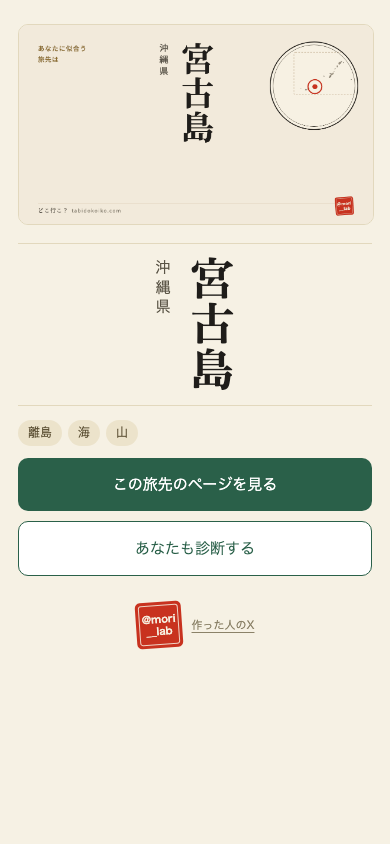 あなたに似合う
旅先は
宮古島
沖縄県
どこ行こ？ tabidokoiko.com
@mori
__lab
宮古島
沖縄県
離島
海
山
この旅先のページを見る
あなたも診断する
@mori
__lab
作った人のX